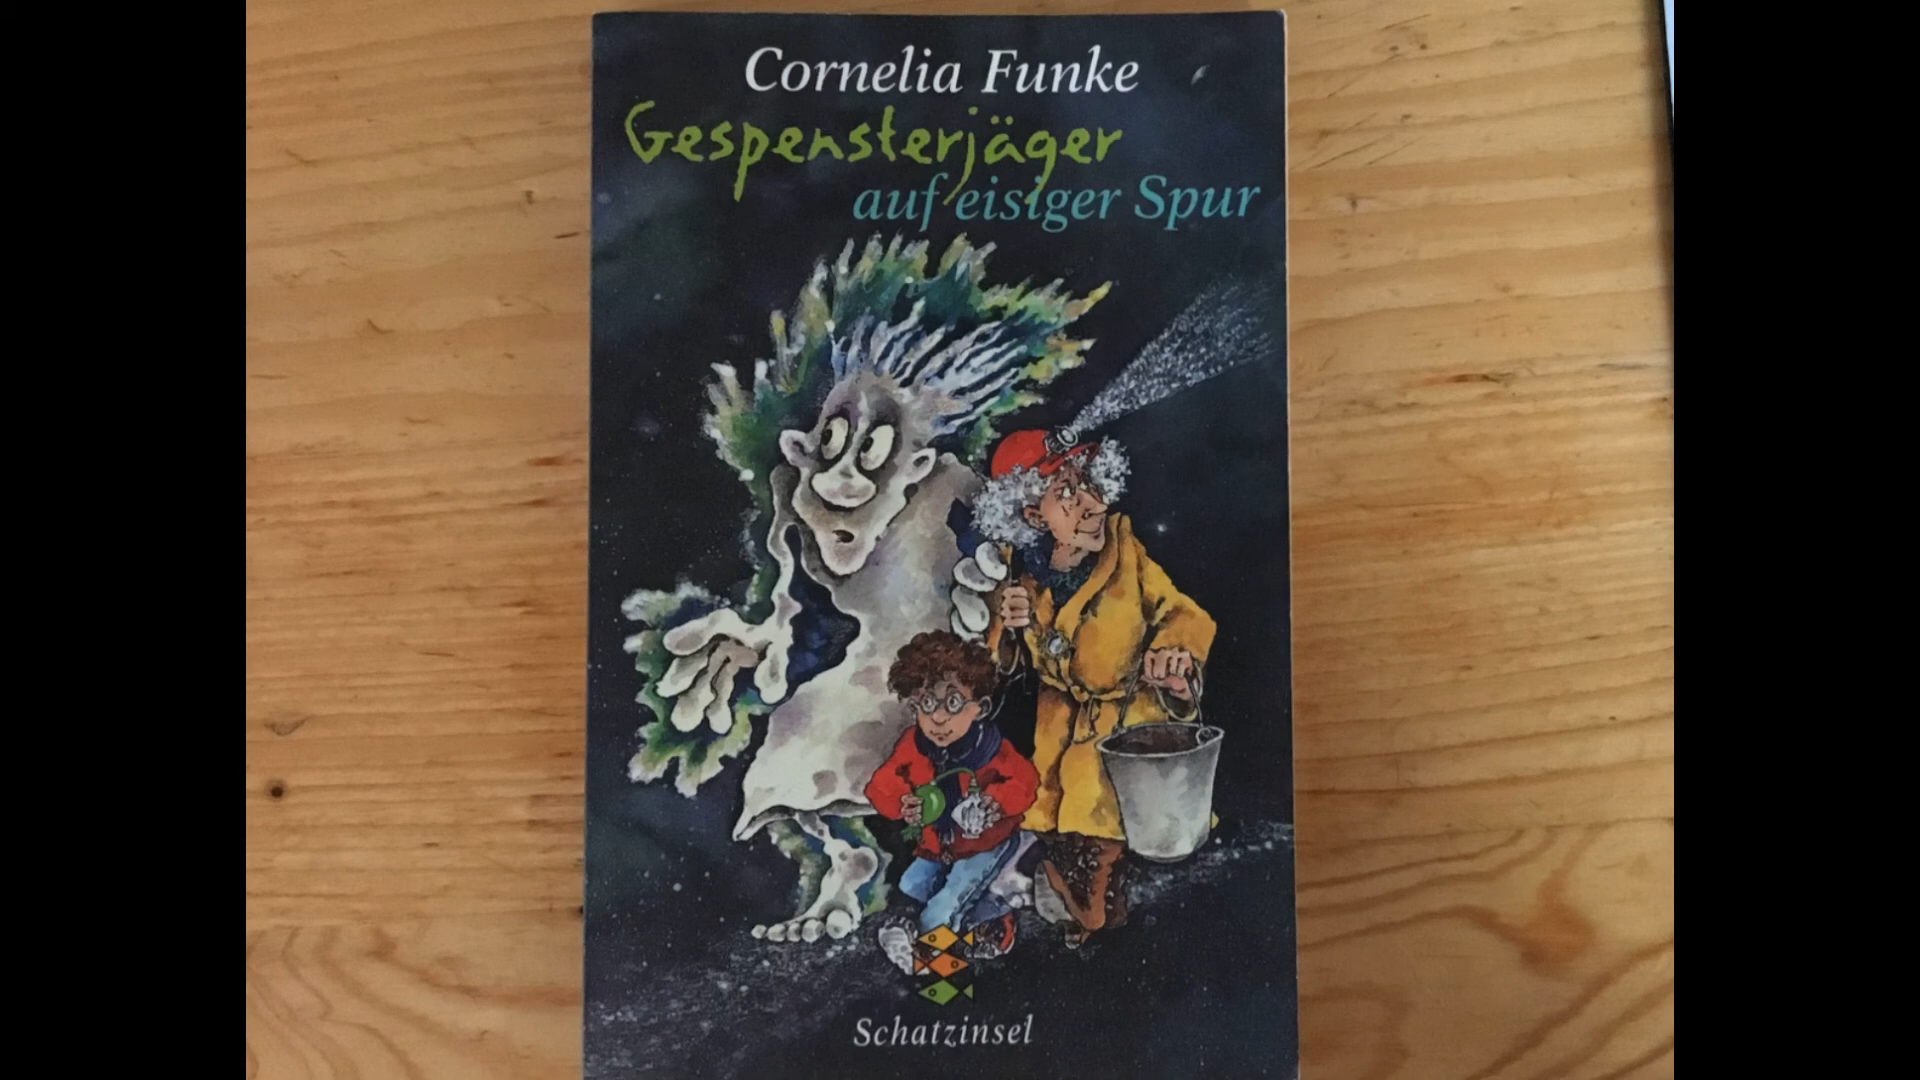 Cornelia Funke
Gespensterjäger
auf eisiger Spur
Schatzinsel